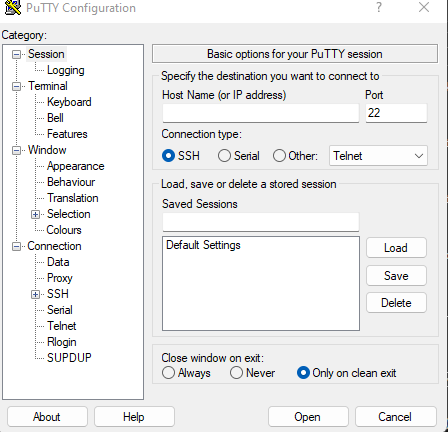 PuTTY Configuration
?
Category:
Session
Logging
Terminal
Keyboard
Bell
Features
Window
Appearance
Behaviour
Translation
Selection
Colours
Connection
Data
Proxy
SSH
Serial
Telnet
Rlogin
SUPDUP
Basic options for your PuTTY session
Specify the destination you want to connect to
Host Name (or IP address) Port
22
Connection type:
SSH Serial Other: Telnet
Load, save or delete a stored session
Saved Sessions
Default Settings
Load
Save
Delete
Close window on exit:
Always Never Only on clean exit
About Help Open Cancel